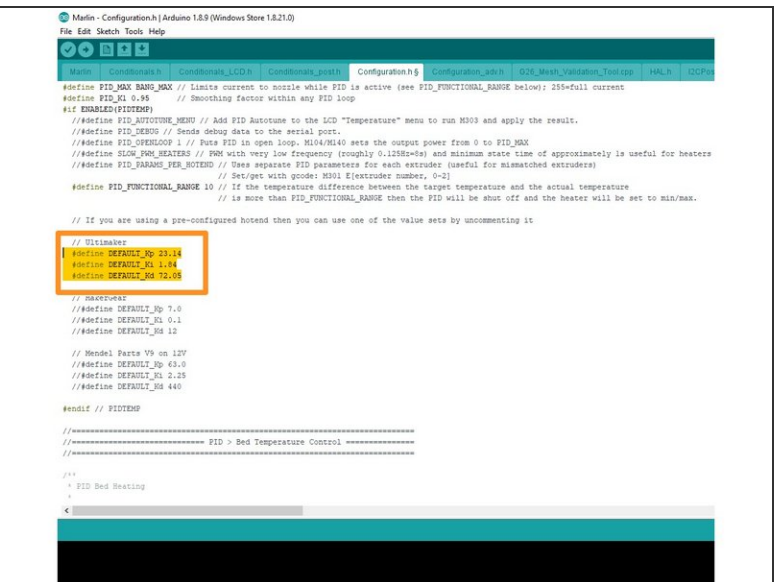 Marlin - Configuration.h | Arduino 1.8.9 (Windows Store 1.8.21.0)
File Edit Sketch Tools Help
Marlin Conditionals.h Conditionals_LCD.h Conditionals_post.h Configuration.h § Configuration_adv.h G26_Mesh_Validation_Tool.cpp HAL.h I2CPos
#define PID_MAX BANG_MAX // Limits current to nozzle while PID is active (see PID_FUNCTIONAL_RANGE below); 255=full current
#define PID_K1 0.95 // Smoothing factor within any PID loop
#if ENABLED(PIDTEMP)
//#define PID_AUTOTUNE_MENU // Add PID Autotune to the LCD "Temperature" menu to run M303 and apply the result.
//#define PID_DEBUG // Sends debug data to the serial port.
//#define PID_OPENLOOP 1 // Puts PID in open loop. M104/M140 sets the output power from 0 to PID_MAX
//#define SLOW_PWM_HEATERS // PWM with very low frequency (roughly 0.125Hz=8s) and minimum state time of approximately 1s useful for heaters
//#define PID_PARAMS_PER_HOTEND // Uses separate PID parameters for each extruder (useful for mismatched extruders)
// Set/get with gcode: M301 E[extruder number, 0-2]
#define PID_FUNCTIONAL_RANGE 10 // If the temperature difference between the target temperature and the actual temperature
// is more than PID_FUNCTIONAL_RANGE then the PID will be shut off and the heater will be set to min/max.
// If you are using a pre-configured hotend then you can use one of the value sets by uncommenting it
// Ultimaker
#define DEFAULT_Kp 23.14
#define DEFAULT_Ki 1.84
#define DEFAULT_Kd 72.05
// MakerGear
//#define DEFAULT_Kp 7.0
//#define DEFAULT_Ki 0.1
//#define DEFAULT_Kd 12
// Mendel Parts V9 on 12V
//#define DEFAULT_Kp 63.0
//#define DEFAULT_Ki 2.25
//#define DEFAULT_Kd 440
#endif // PIDTEMP
//===========================================================================
//============================= PID > Bed Temperature Control ===============
//===========================================================================
/**
* PID Bed Heating
*